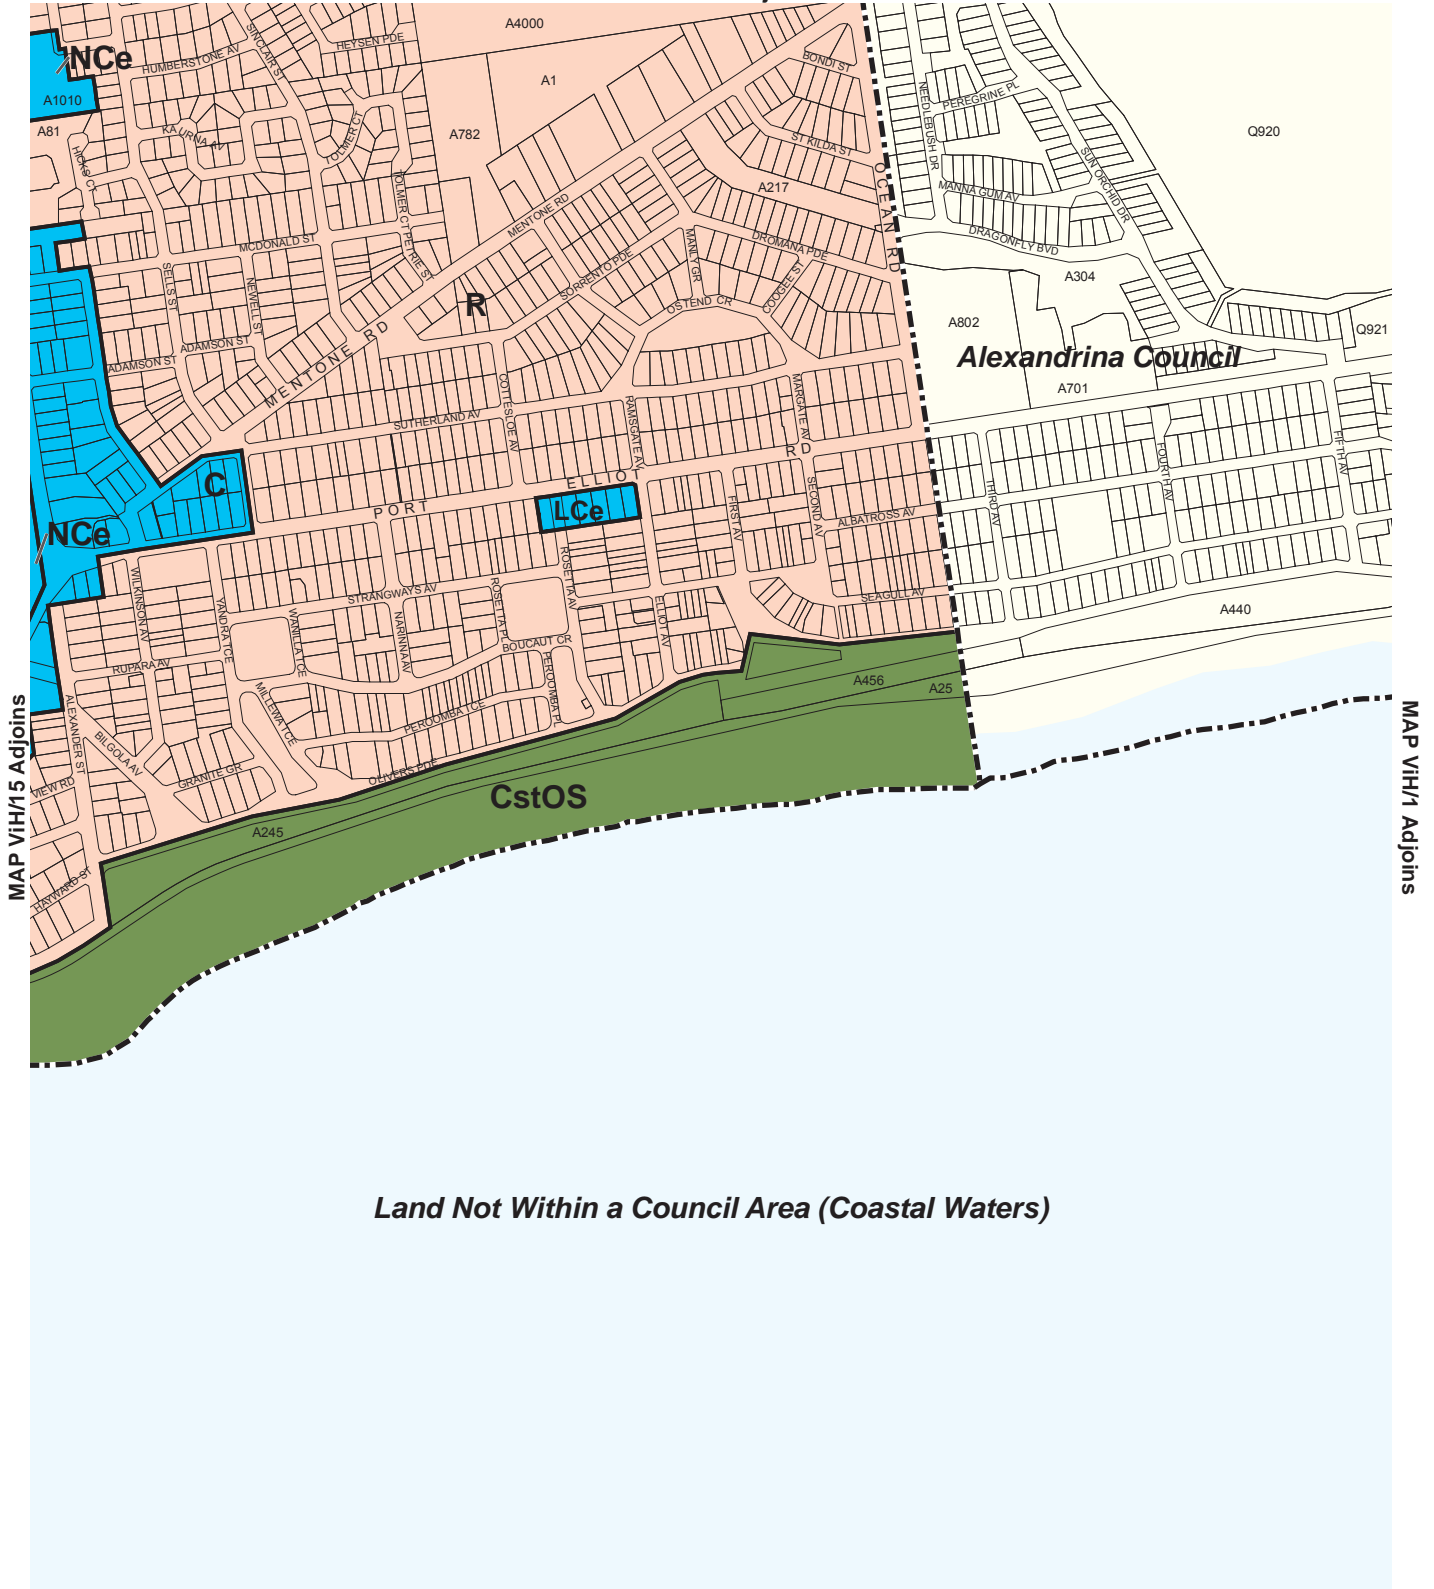 A4000
HEYSEN PDE
SINCLAIR ST
HUMBERSTONE AV
NCe
A1010
A81
HICKS CT
KAURNA AV
TOLMER CT
A1
A782
BONDI ST
ST KILDA ST
NEEDLEBUSH DR
PEREGRINE PL
Q920
SUN ORCHID DR
MANNA GUM AV
DRAGONFLY BVD
OCEAN RD
A217
TOLMER CT
PETRIE ST
MENTONE RD
MCDONALD ST
SELLS ST
NEWELL ST
MANLY GR
DROMANA PDE
SORRENTO PDE
COOGEE ST
OSTEND CR
R
A304
A802
Q921
Alexandrina Council
A701
ADAMSON ST
ADAMSON ST
MENTONE RD
COTTESLOE AV
SUTHERLAND AV
RAMSGATE AV
MARGATE AV
FIFTH AV
FOURTH AV
THIRD AV
PORT ELLIOT RD
C
LCe
NCe
FIRST AV
SECOND AV
ALBATROSS AV
SEAGULL AV
WILKINSON AV
YANDRA TCE
WANILLA TCE
STRANGWAYS AV
NARINNA AV
ROSETTA PL
ROSETTA AV
ELLIOT AV
BOUCAUT CR
PEROOMBA PL
A440
RUPARA AV
MILLEWA TCE
PEROOMBA TCE
A456
A25
ALEXANDER ST
BILGOLA AV
GRANITE GR
OLIVERS PDE
VIEW RD
CstOS
A245
HAYWARD ST
MAP ViH/15 Adjoins
MAP ViH/1 Adjoins
Land Not Within a Council Area (Coastal Waters)